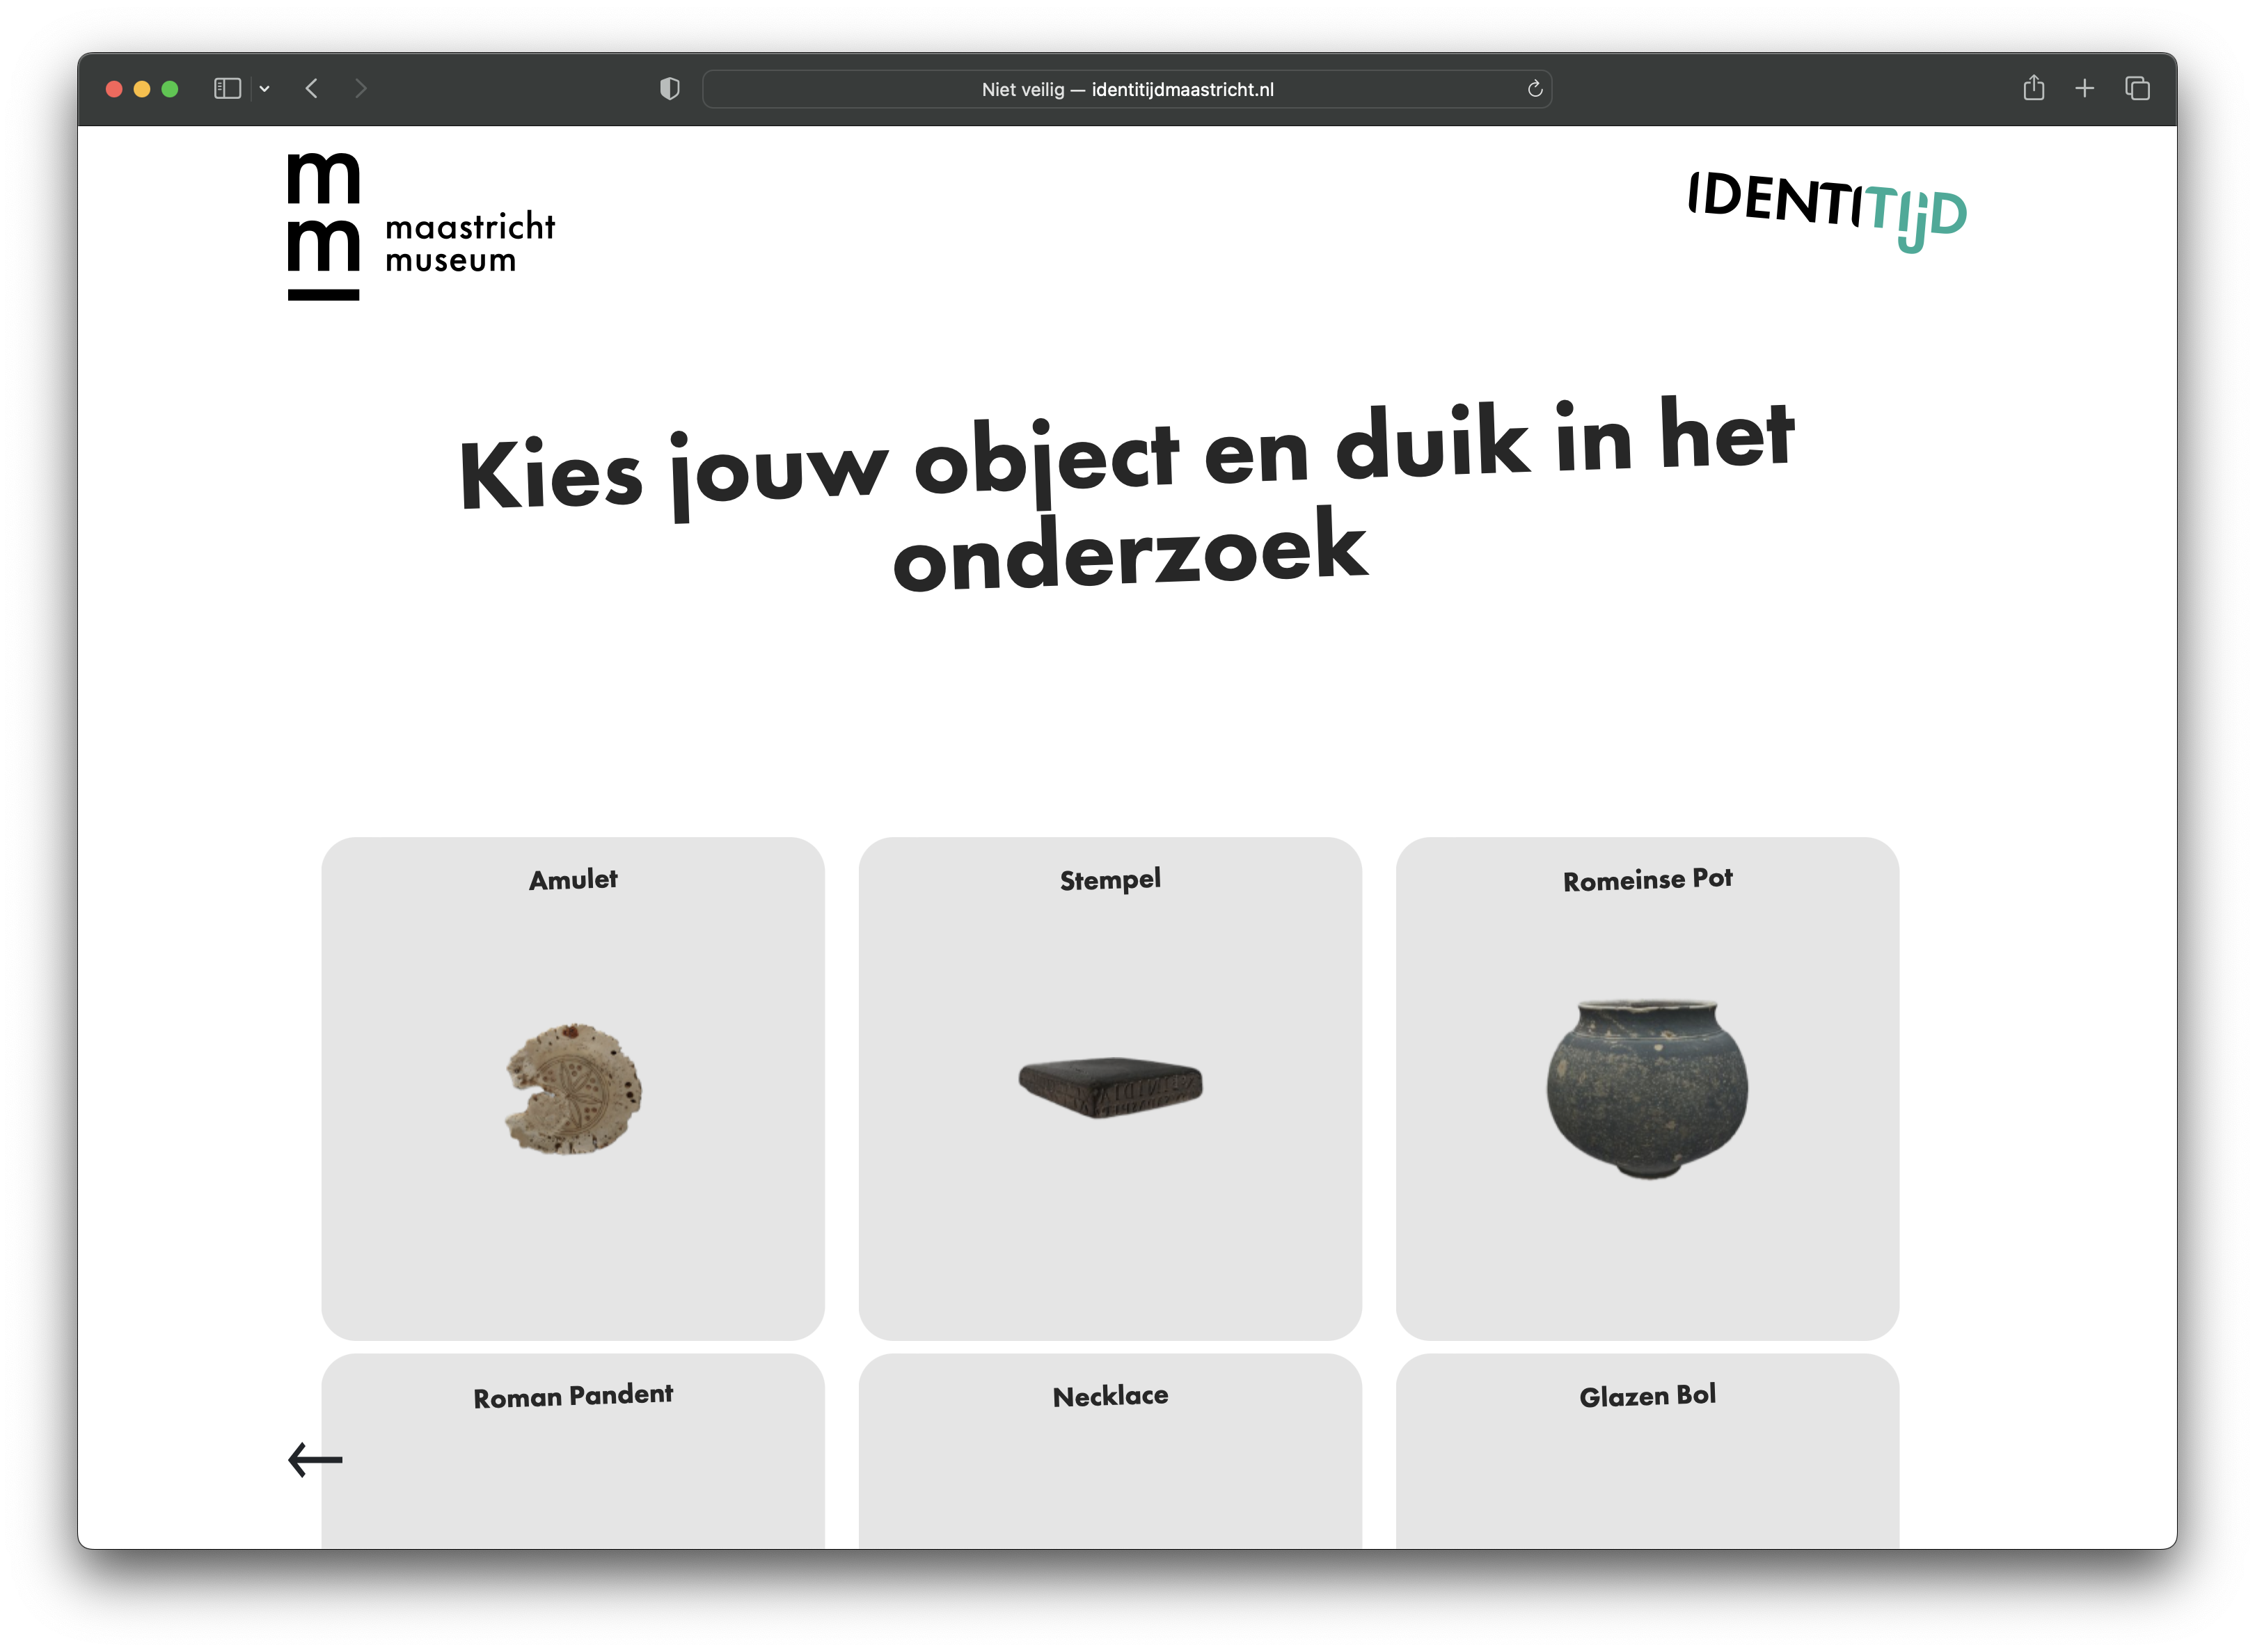 Niet veilig — identitijdmaastricht.nl
mm
maastricht
museum
IDENTITIJD
Kies jouw object en duik in het
onderzoek
Amulet
Stempel
Romeinse Pot
Roman Pandent
Necklace
Glazen Bol